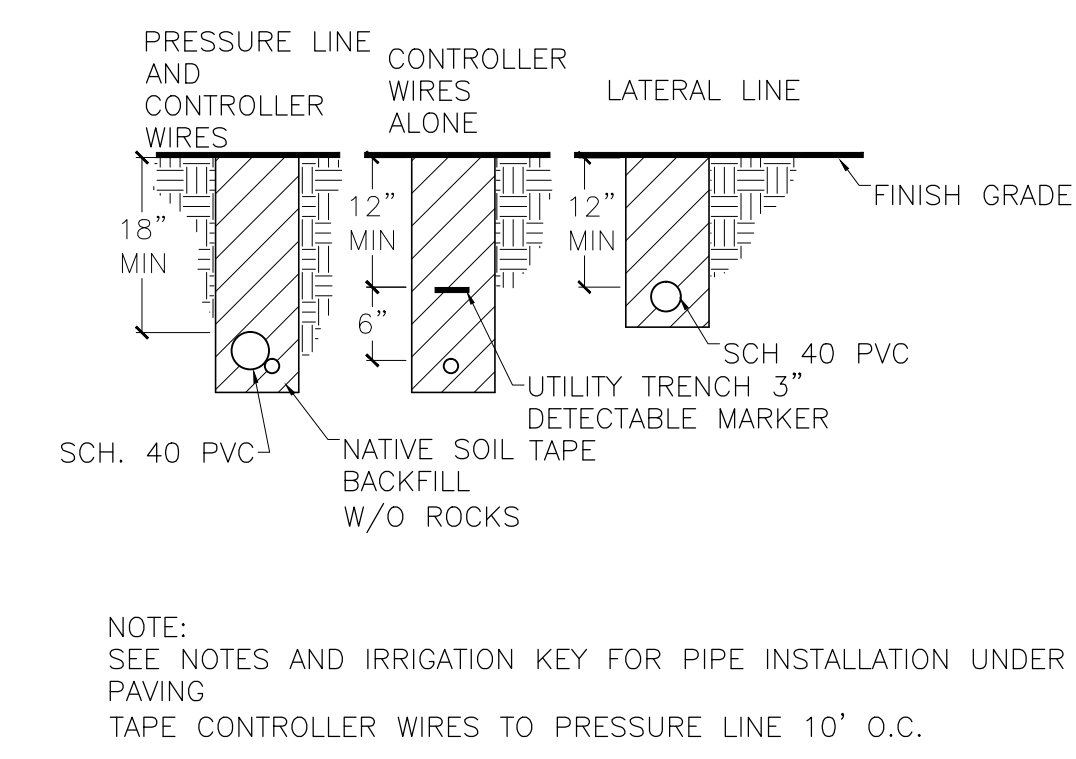 PRESSURE LINE
AND
CONTROLLER
WIRES
CONTROLLER
WIRES
ALONE
LATERAL LINE
FINISH GRADE
18”
MIN
12”
MIN
6”
12”
MIN
SCH 40 PVC
UTILITY TRENCH 3”
DETECTABLE MARKER
TAPE
SCH. 40 PVC
NATIVE SOIL
BACKFILL
W/O ROCKS
NOTE:
SEE NOTES AND IRRIGATION KEY FOR PIPE INSTALLATION UNDER
PAVING
TAPE CONTROLLER WIRES TO PRESSURE LINE 10’ O.C.